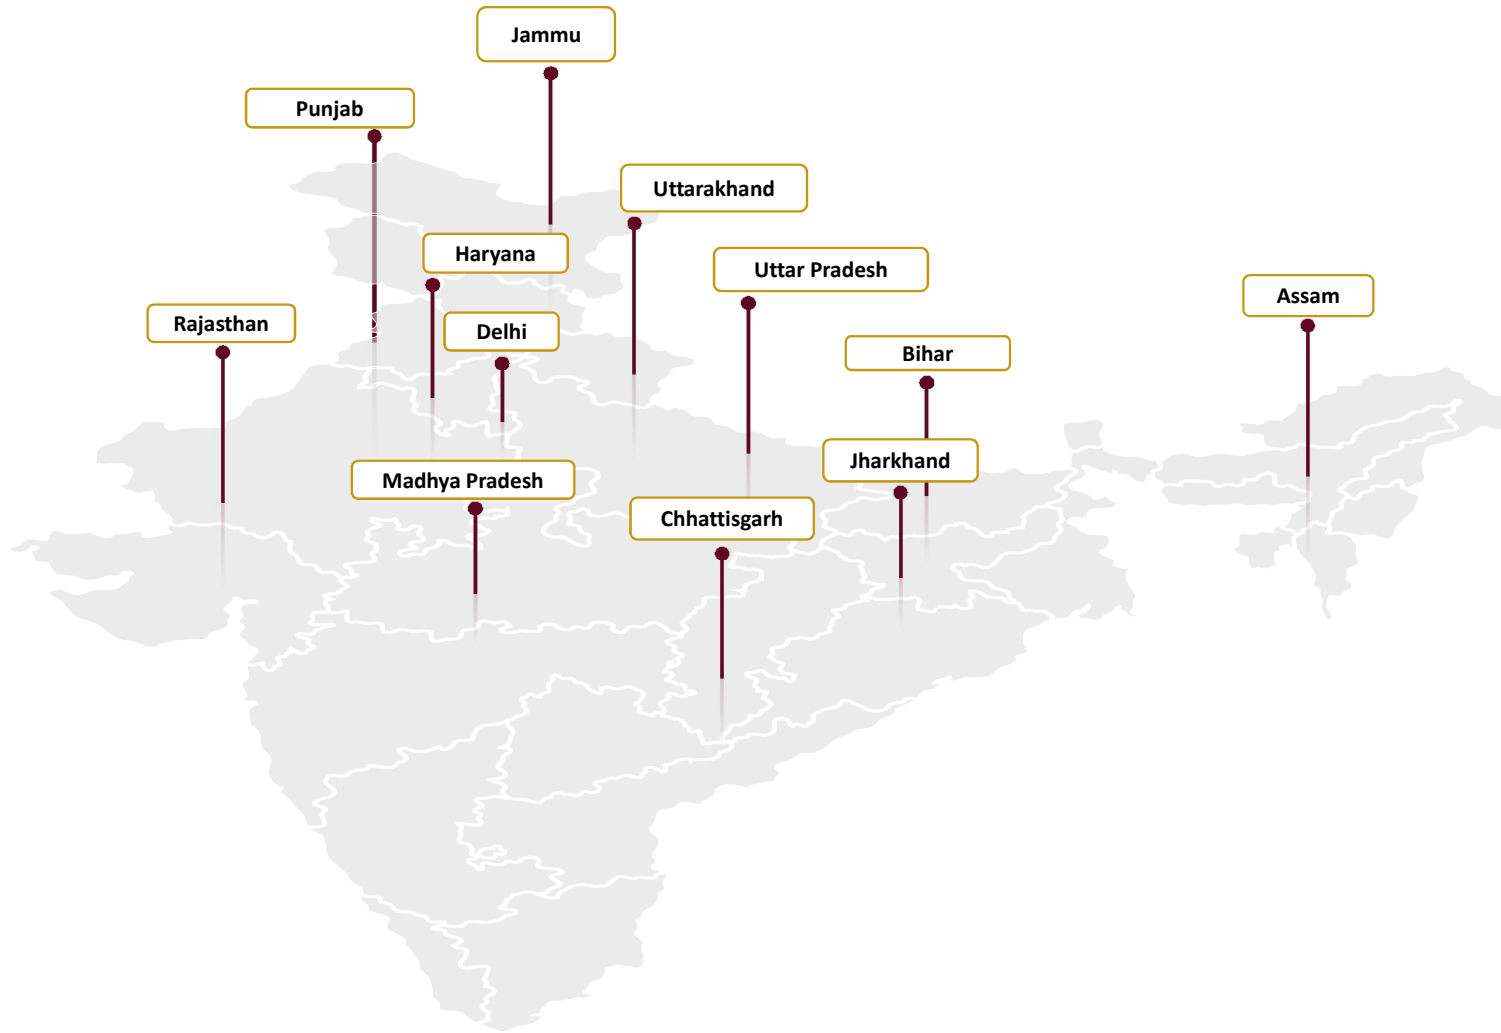 Jammu
Punjab
Uttarakhand
Haryana
Uttar Pradesh
Assam
Rajasthan
Delhi
Bihar
Jharkhand
Madhya Pradesh
Chhattisgarh